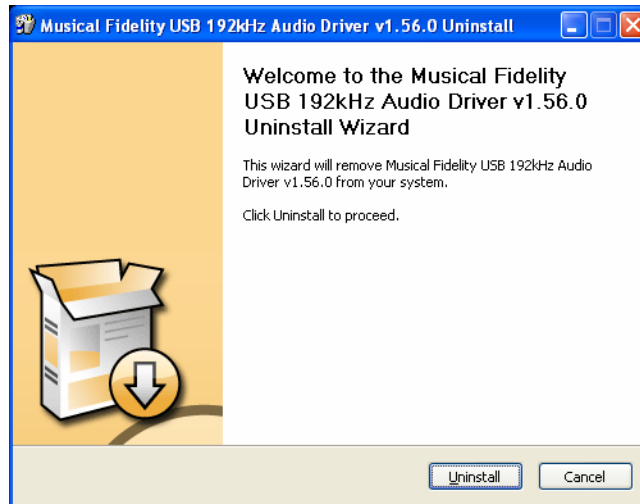 Musical Fidelity USB 192kHz Audio Driver v1.56.0 Uninstall
Welcome to the Musical Fidelity
USB 192kHz Audio Driver v1.56.0
Uninstall Wizard
This wizard will remove Musical Fidelity USB 192kHz Audio
Driver v1.56.0 from your system.
Click Uninstall to proceed.
Uninstall
Cancel